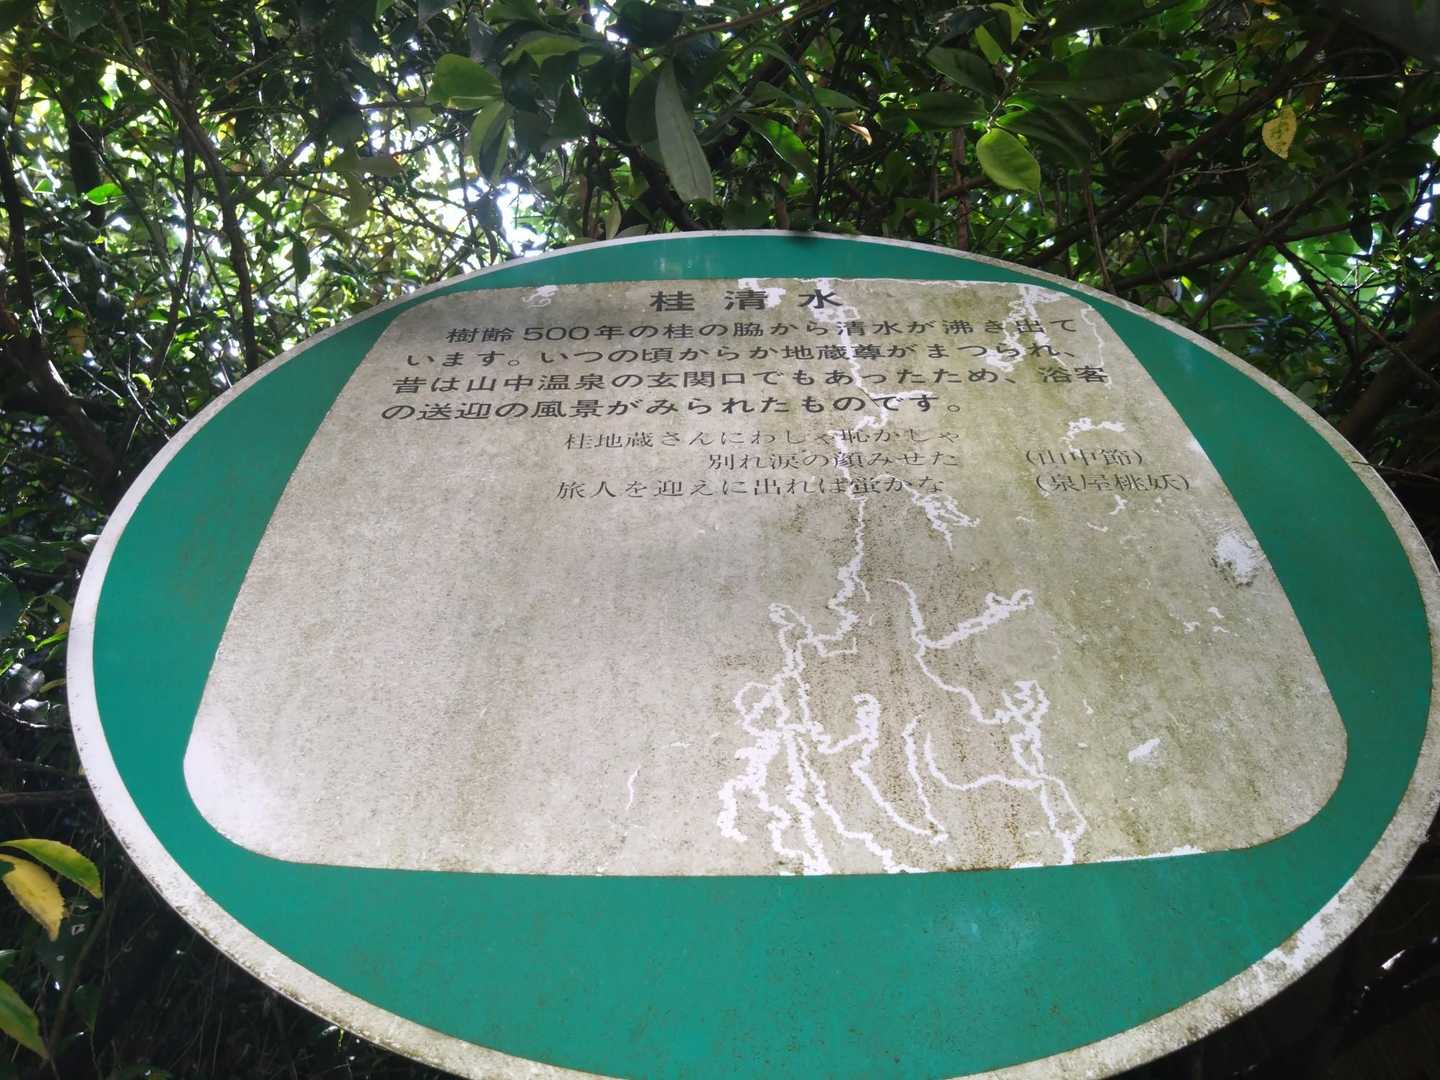 桂清水
樹齢500年の桂の脇から清水が沸き出て
います。いつの頃からか地蔵尊がまつられ、
昔は山中温泉の玄関口でもあったため、浴客
の送迎の風景がみられたものです。
桂地蔵さんにわしゃ恥かしゃ
別れ涙の顔みせた （山中節）
旅人を迎えに出れば蛍かな （泉屋桃妖）